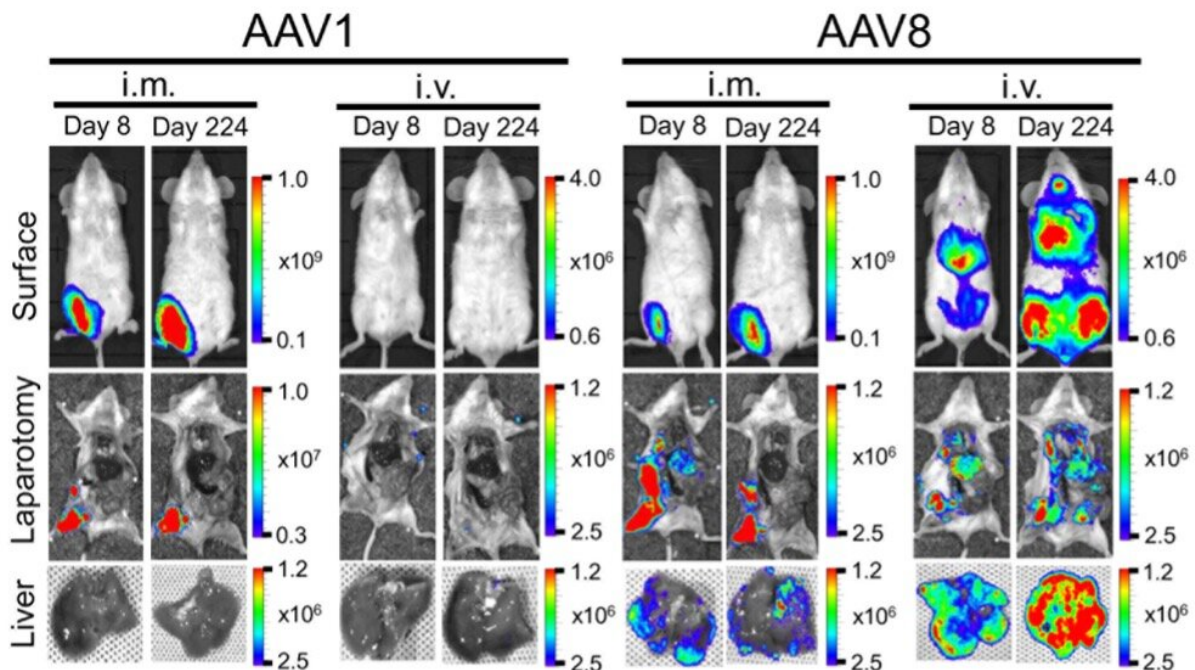 AAV1 AAV8
i.m. i.v. i.m. i.v.
Day 8 Day 224 Day 8 Day 224 Day 8 Day 224 Day 8 Day 224
Surface
1.0 4.0 1.0 4.0
x10⁹ x10⁶ x10⁹ x10⁶
0.1 0.6 0.1 0.6
Laparotomy
1.0 1.2 1.2 1.2
x10⁷ x10⁶ x10⁶ x10⁶
0.3 2.5 2.5 2.5
Liver
1.2 1.2 1.2 1.2
x10⁶ x10⁶ x10⁶ x10⁶
2.5 2.5 2.5 2.5